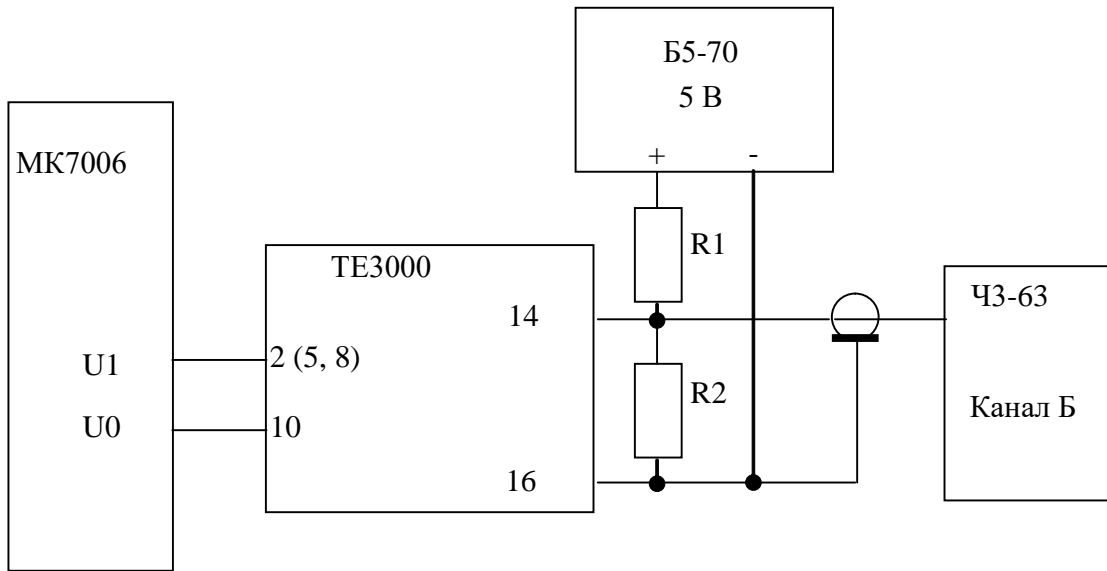 Б5-70
5 В
+ -
МК7006
R1
ТЕ3000
Ч3-63
14
U1
2 (5, 8)
R2
Канал Б
U0
10
16